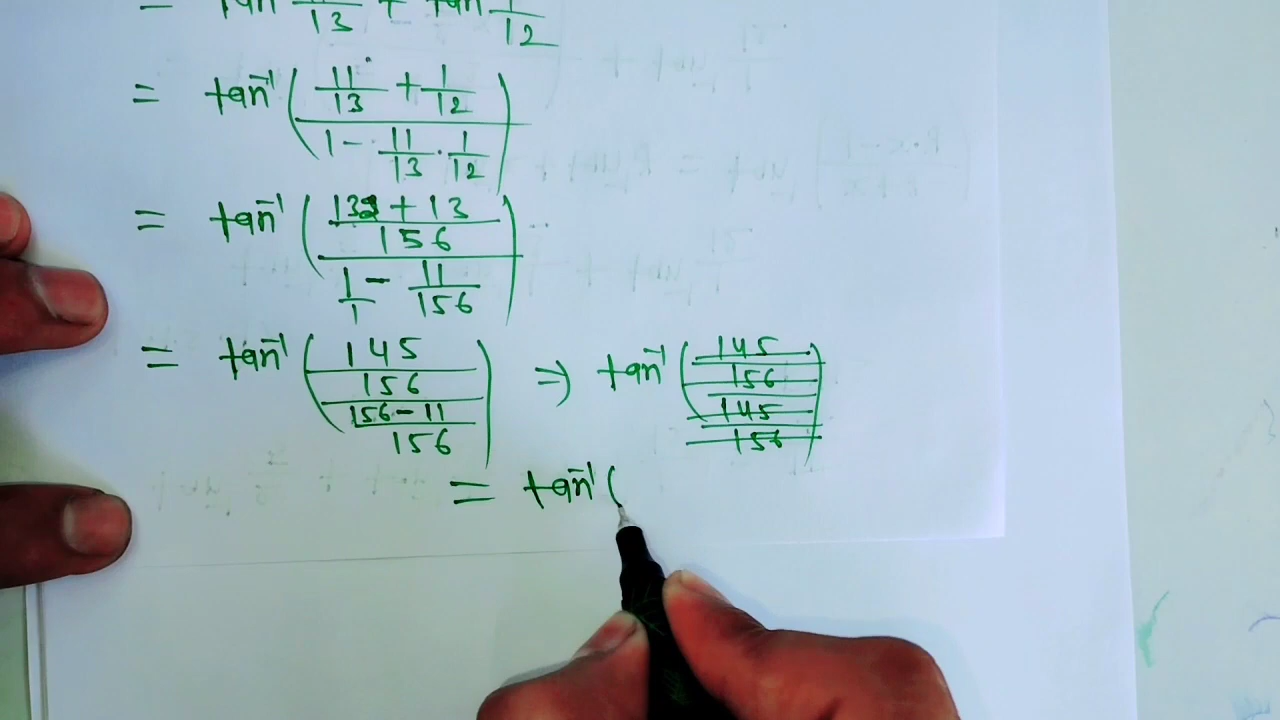 = tan 11/13 + tan 1/12
= tan⁻¹ ( (11/13 + 1/12) / (1 - 11/13 · 1/12) )
= tan⁻¹ ( ((132 + 13)/156) / (1/1 - 11/156) )
= tan⁻¹ ( (145/156) / ((156 - 11)/156) ) ⇒ tan⁻¹ ( (145/156) / (145/156) )
= tan⁻¹ (